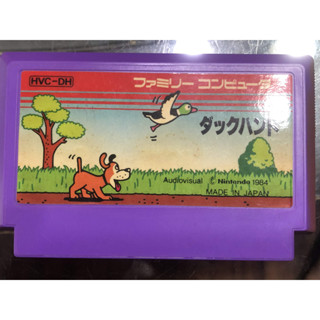 HVC-DH
ファミリー コンピュータ
ダックハント
Audiovisual © Nintendo 1984
MADE IN JAPAN